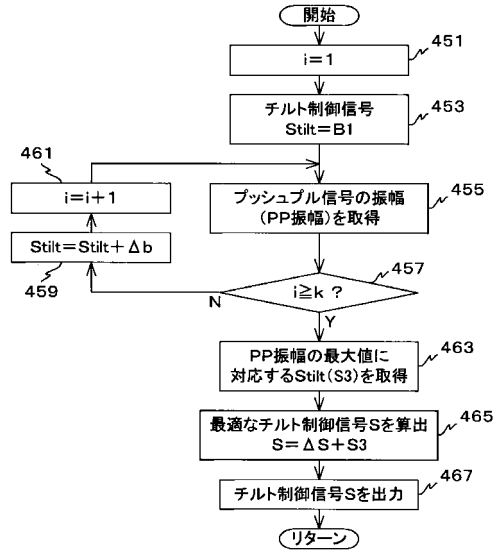 開始
i=1
451
チルト制御信号
Stilt=B1
453
461
i=i+1
プッシュプル信号の振幅
(PP振幅)を取得
455
Stilt=Stilt+Δb
459
i≧k ?
457
N
Y
PP振幅の最大値に
対応するStilt(S3)を取得
463
最適なチルト制御信号Sを算出
S=ΔS+S3
465
チルト制御信号Sを出力
467
リターン